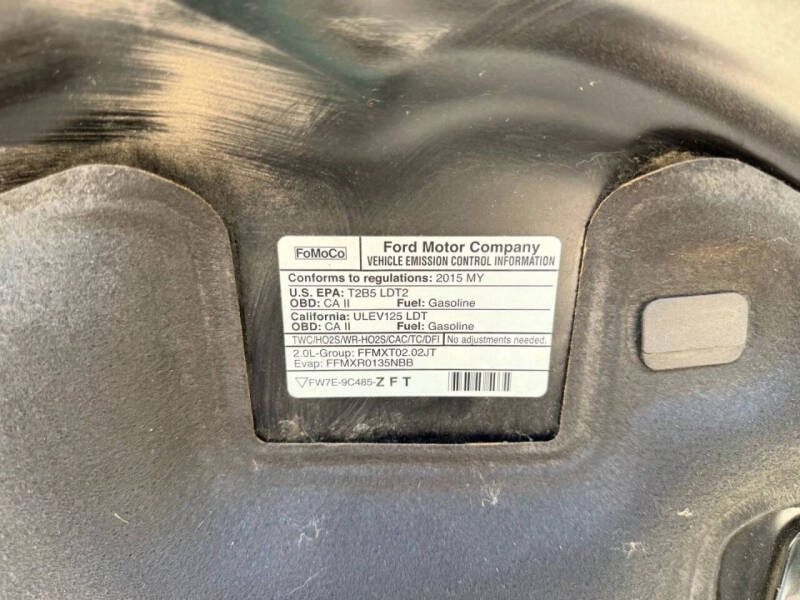 FoMoCo
Ford Motor Company
VEHICLE EMISSION CONTROL INFORMATION
Conforms to regulations: 2015 MY
U.S. EPA: T2B5 LDT2
OBD: CA II Fuel: Gasoline
California: ULEV125 LDT
OBD: CA II Fuel: Gasoline
TWC/HO2S/WR-HO2S/CAC/TC/DFI No adjustments needed.
2.0L-Group: FFMXT02.02JT
Evap: FFMXR0135NBB
FW7E-9C485-Z F T